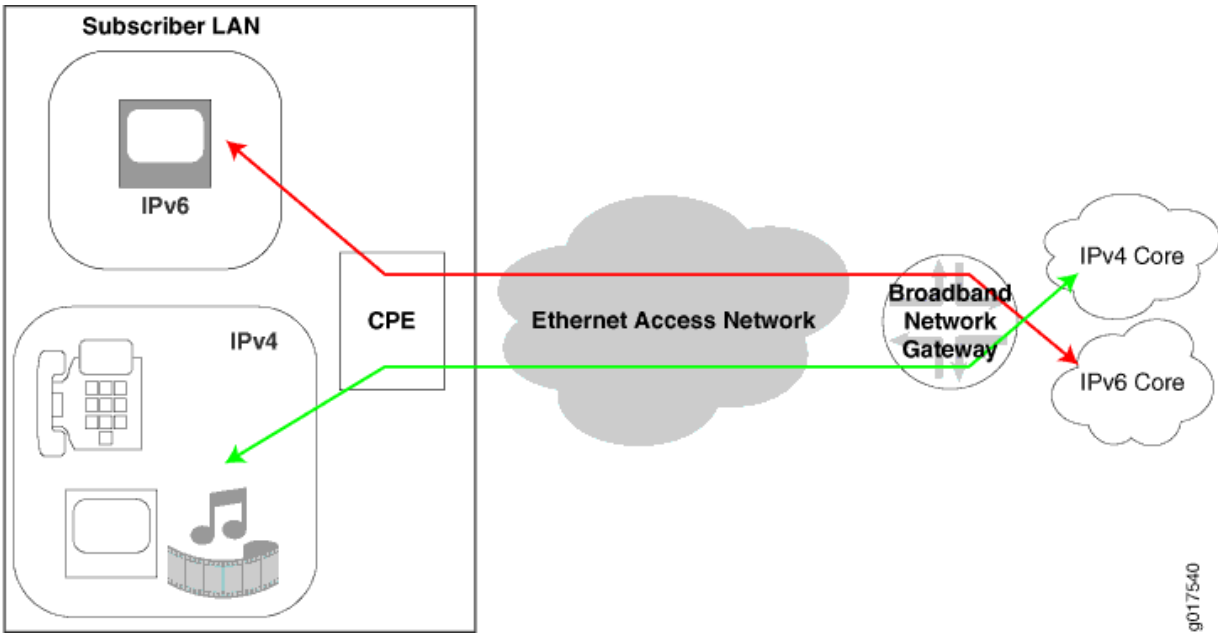 Subscriber LAN
IPv6
IPv4
CPE
Ethernet Access Network
Broadband
Network
Gateway
IPv4 Core
IPv6 Core
g017540